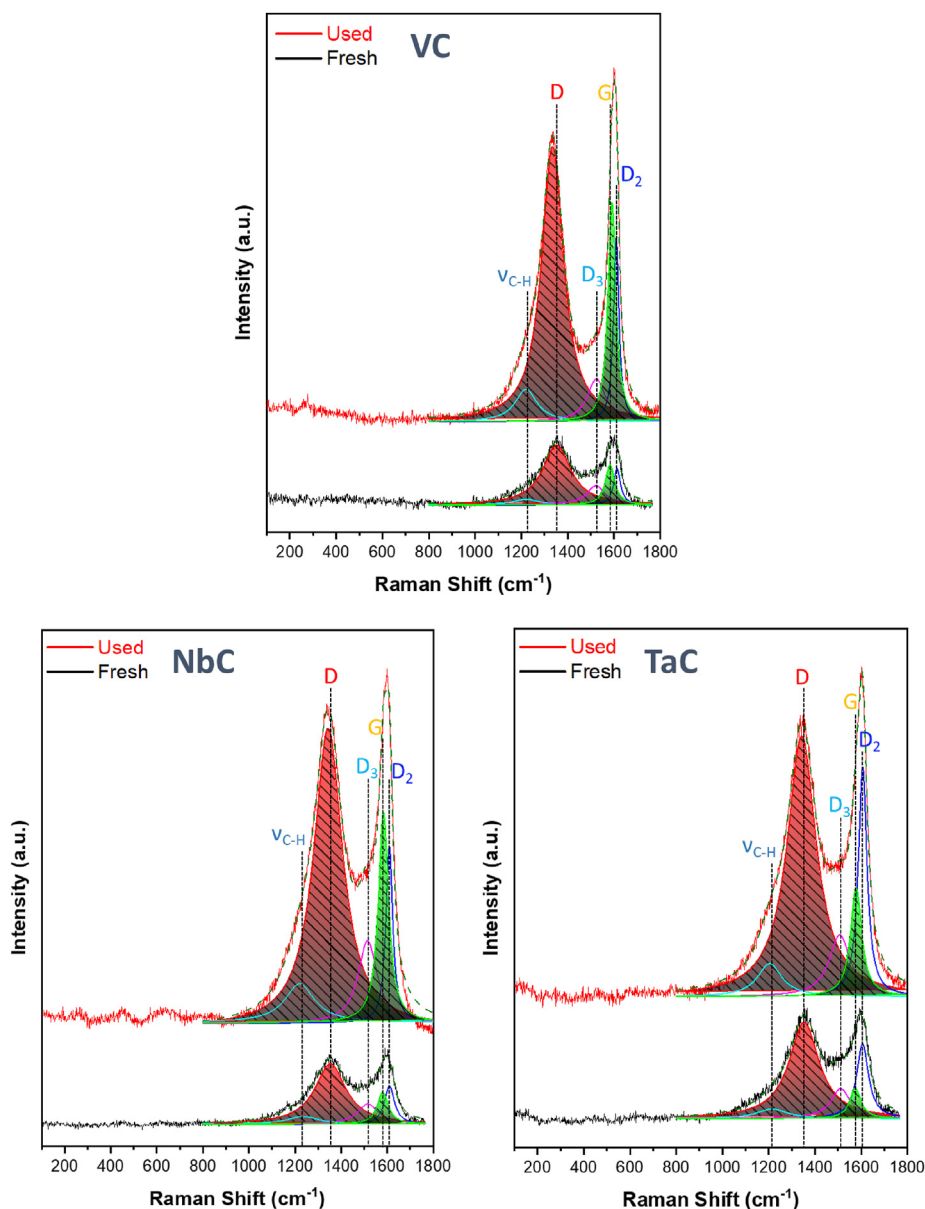 Used
Fresh
VC
D
G
D2
νC-H
D3
Intensity (a.u.)
200 400 600 800 1000 1200 1400 1600 1800
Raman Shift (cm-1)
Used
Fresh
NbC
D
G
D3
D2
νC-H
Intensity (a.u.)
200 400 600 800 1000 1200 1400 1600 1800
Raman Shift (cm-1)
Used
Fresh
TaC
D
G
D2
D3
νC-H
Intensity (a.u.)
200 400 600 800 1000 1200 1400 1600 1800
Raman Shift (cm-1)